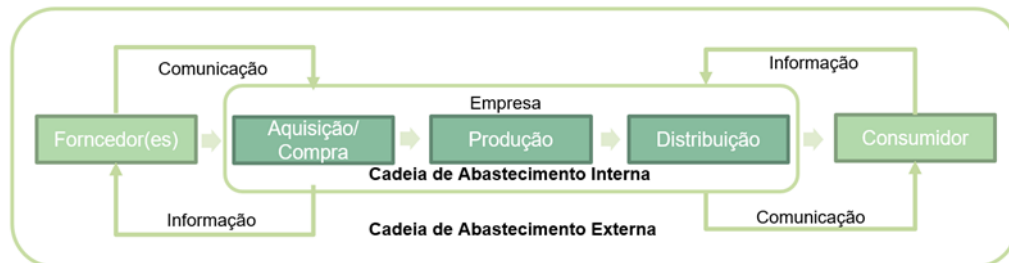 Comunicação
Informação
Empresa
Forncedor(es)
Aquisição/
Compra
Produção
Distribuição
Consumidor
Cadeia de Abastecimento Interna
Informação
Cadeia de Abastecimento Externa
Comunicação